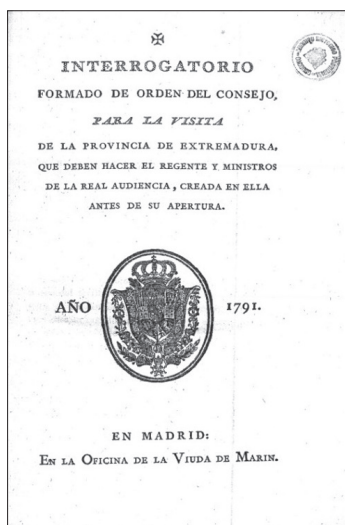 ✠
INTERROGATORIO
FORMADO DE ORDEN DEL CONSEJO,
PARA LA VISITA
DE LA PROVINCIA DE EXTREMADURA,
QUE DEBEN HACER EL REGENTE Y MINISTROS
DE LA REAL AUDIENCIA, CREADA EN ELLA
ANTES DE SU APERTURA.
AÑO 1791.
EN MADRID:
EN LA OFICINA DE LA VIUDA DE MARIN.